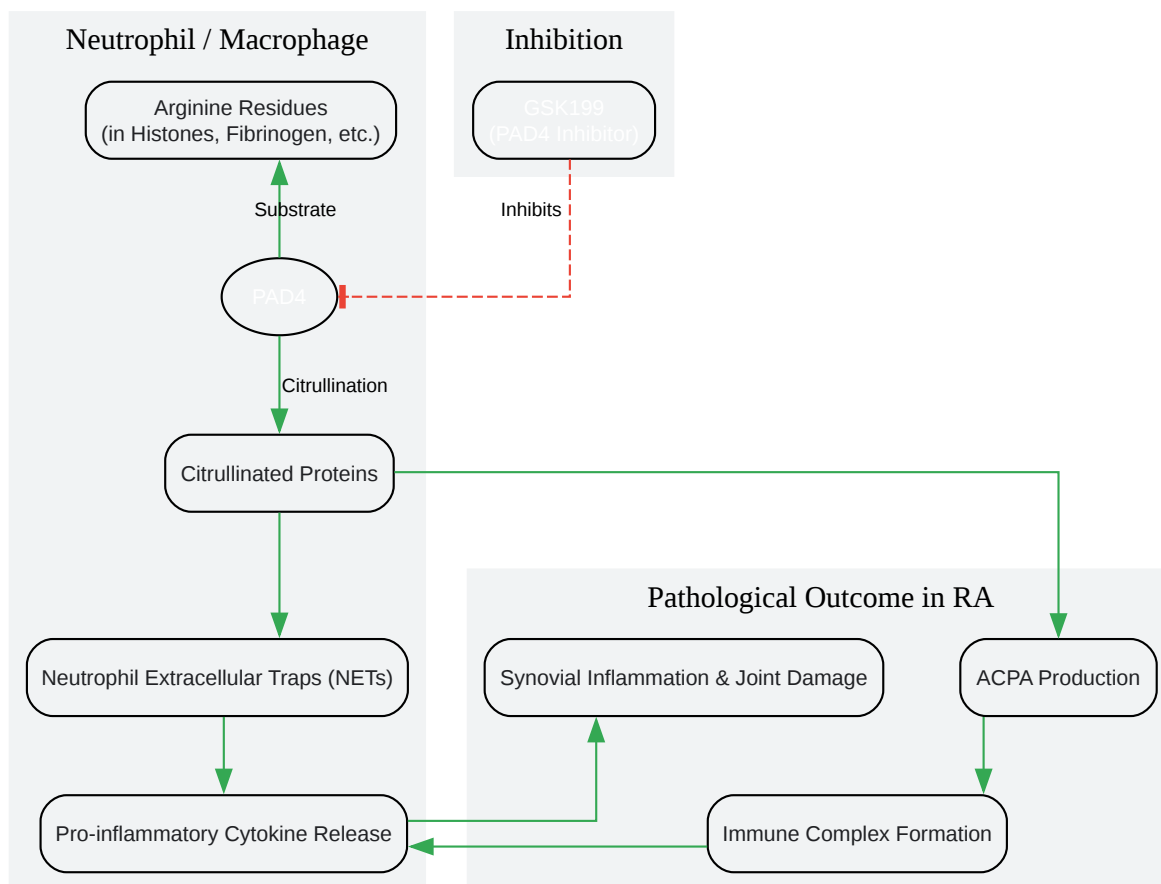 Neutrophil / Macrophage
Inhibition
Arginine Residues
(in Histones, Fibrinogen, etc.)
GSK199
(PAD4 Inhibitor)
Substrate
Inhibits
PAD4
Citrullination
Citrullinated Proteins
Pathological Outcome in RA
Neutrophil Extracellular Traps (NETs)
Synovial Inflammation & Joint Damage
ACPA Production
Pro-inflammatory Cytokine Release
Immune Complex Formation